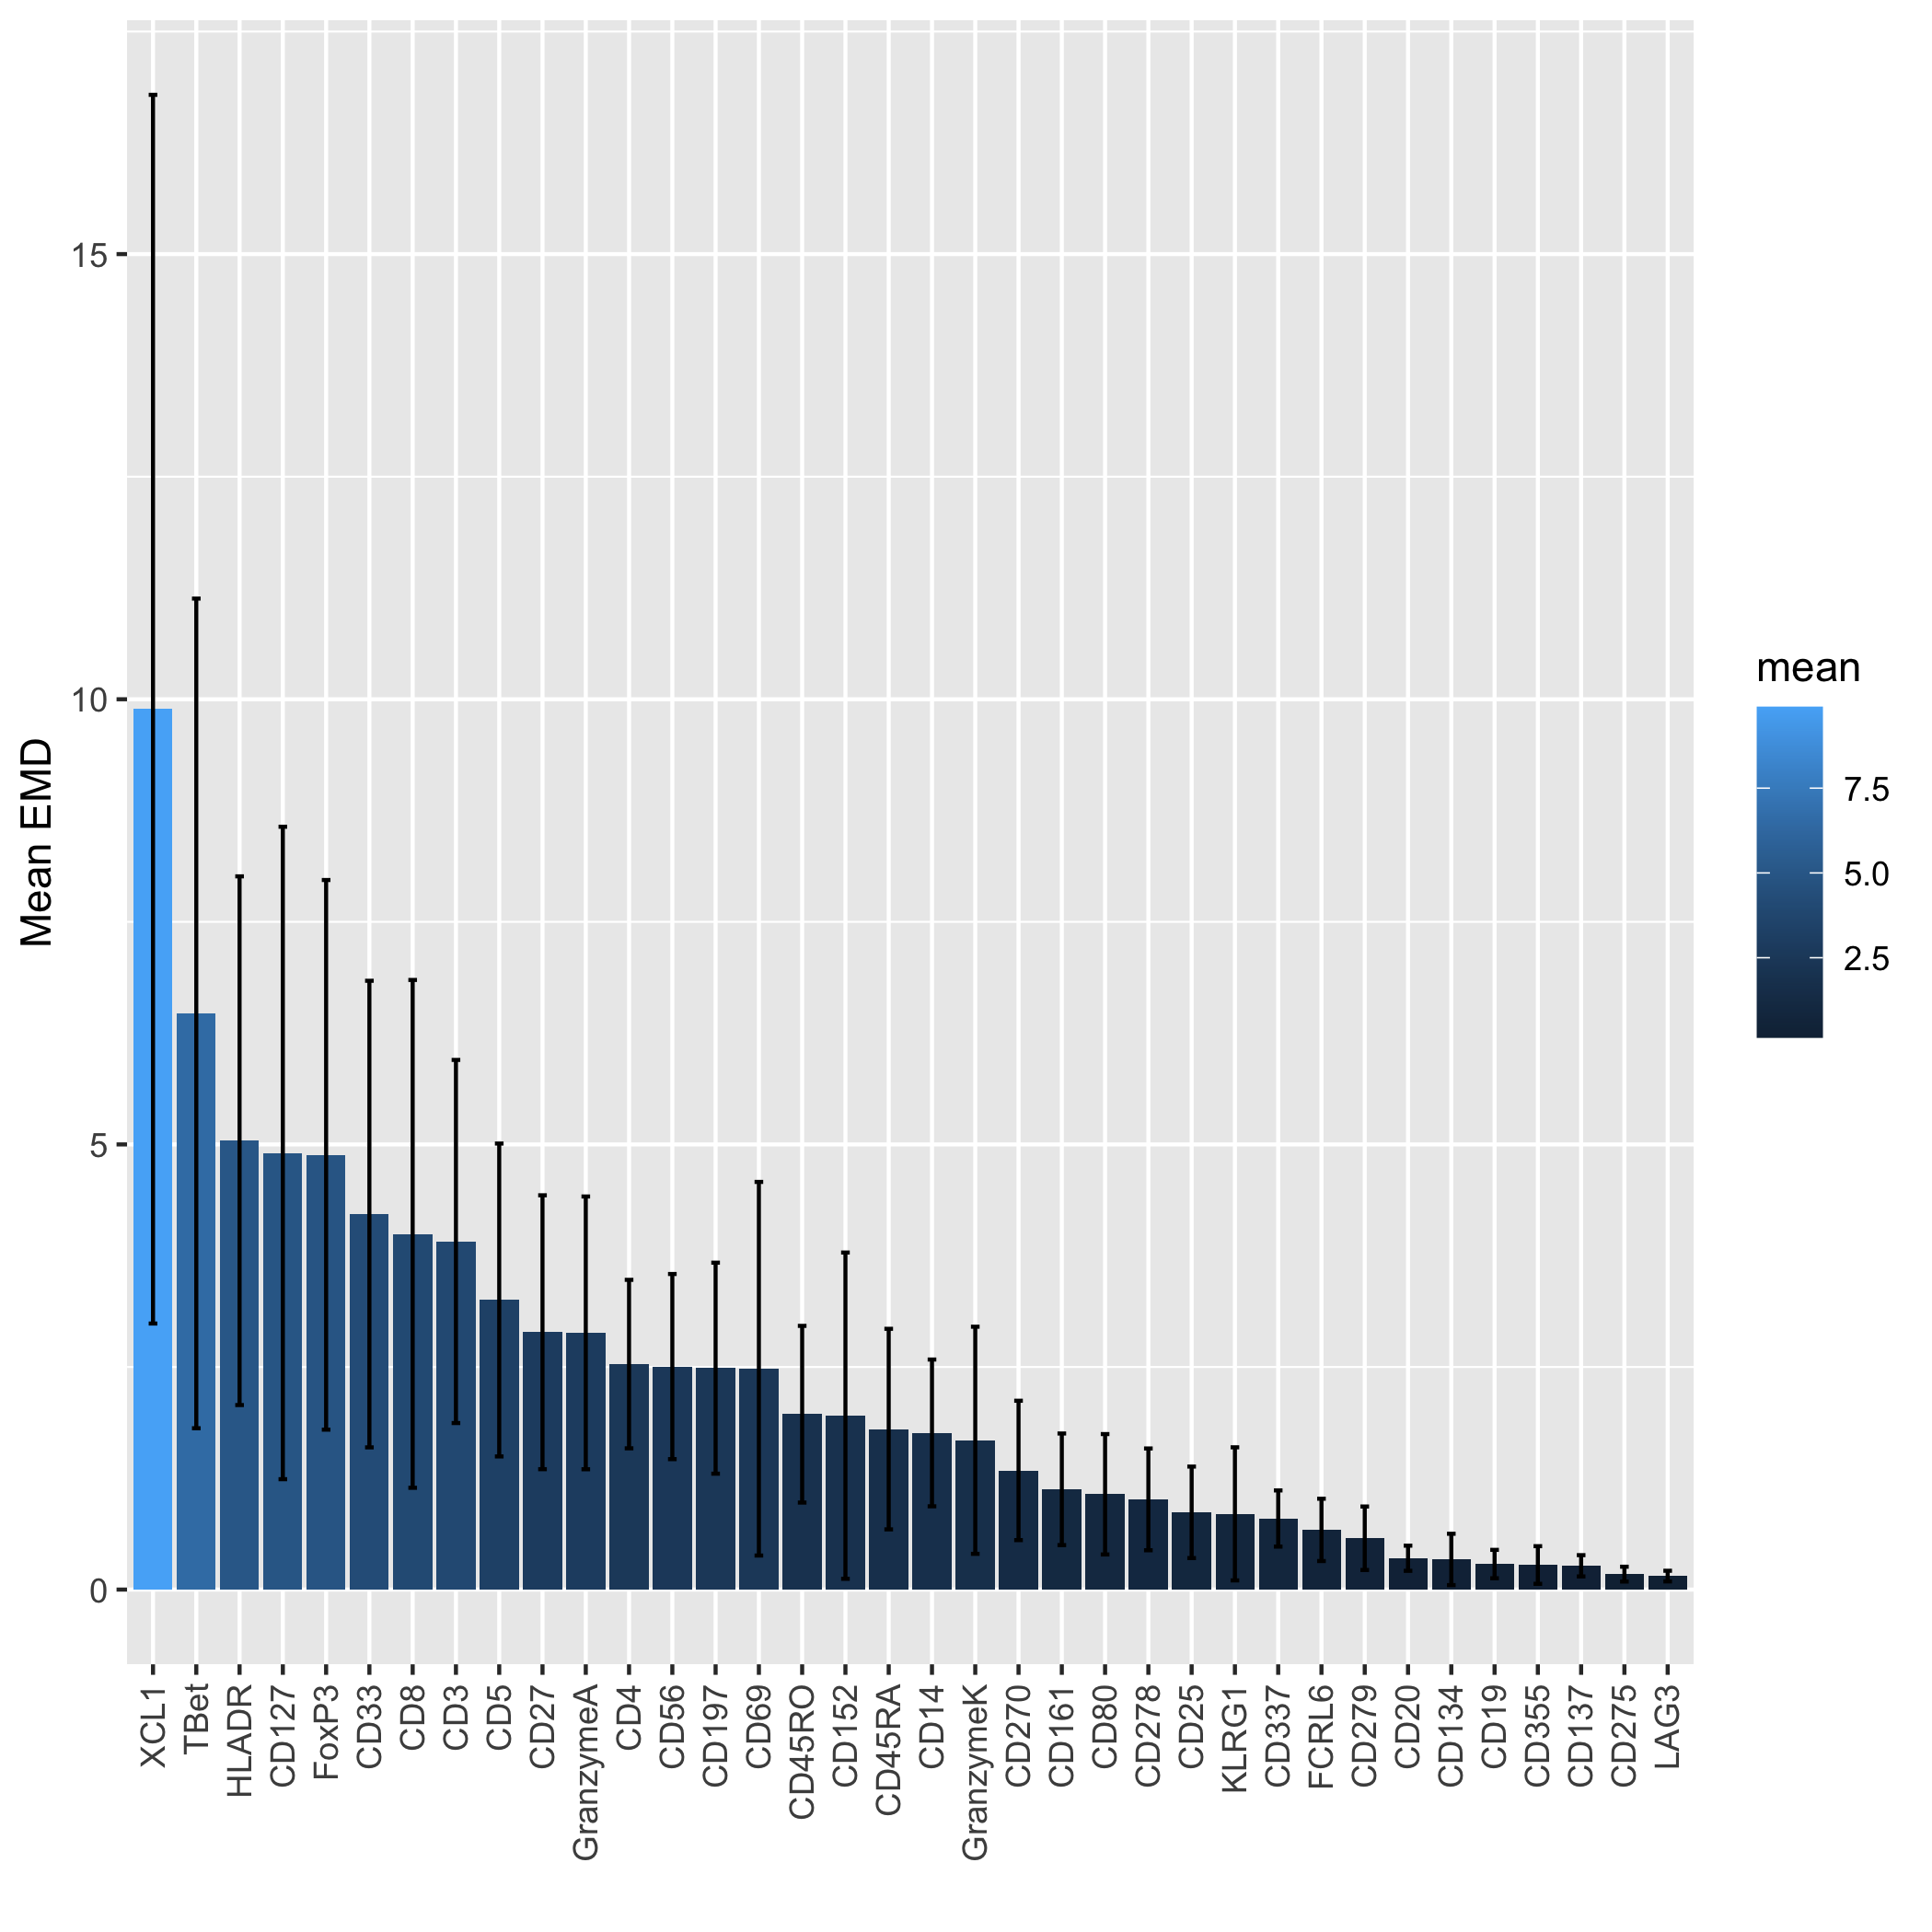 Mean EMD
15
10
5
0
XCL1
TBet
HLADR
CD127
FoxP3
CD33
CD8
CD3
CD5
CD27
GranzymeA
CD4
CD56
CD197
CD69
CD45RO
CD152
CD45RA
CD14
GranzymeK
CD270
CD161
CD80
CD278
CD25
KLRG1
CD337
FCRL6
CD279
CD20
CD134
CD19
CD355
CD137
CD275
LAG3
mean
7.5
5.0
2.5